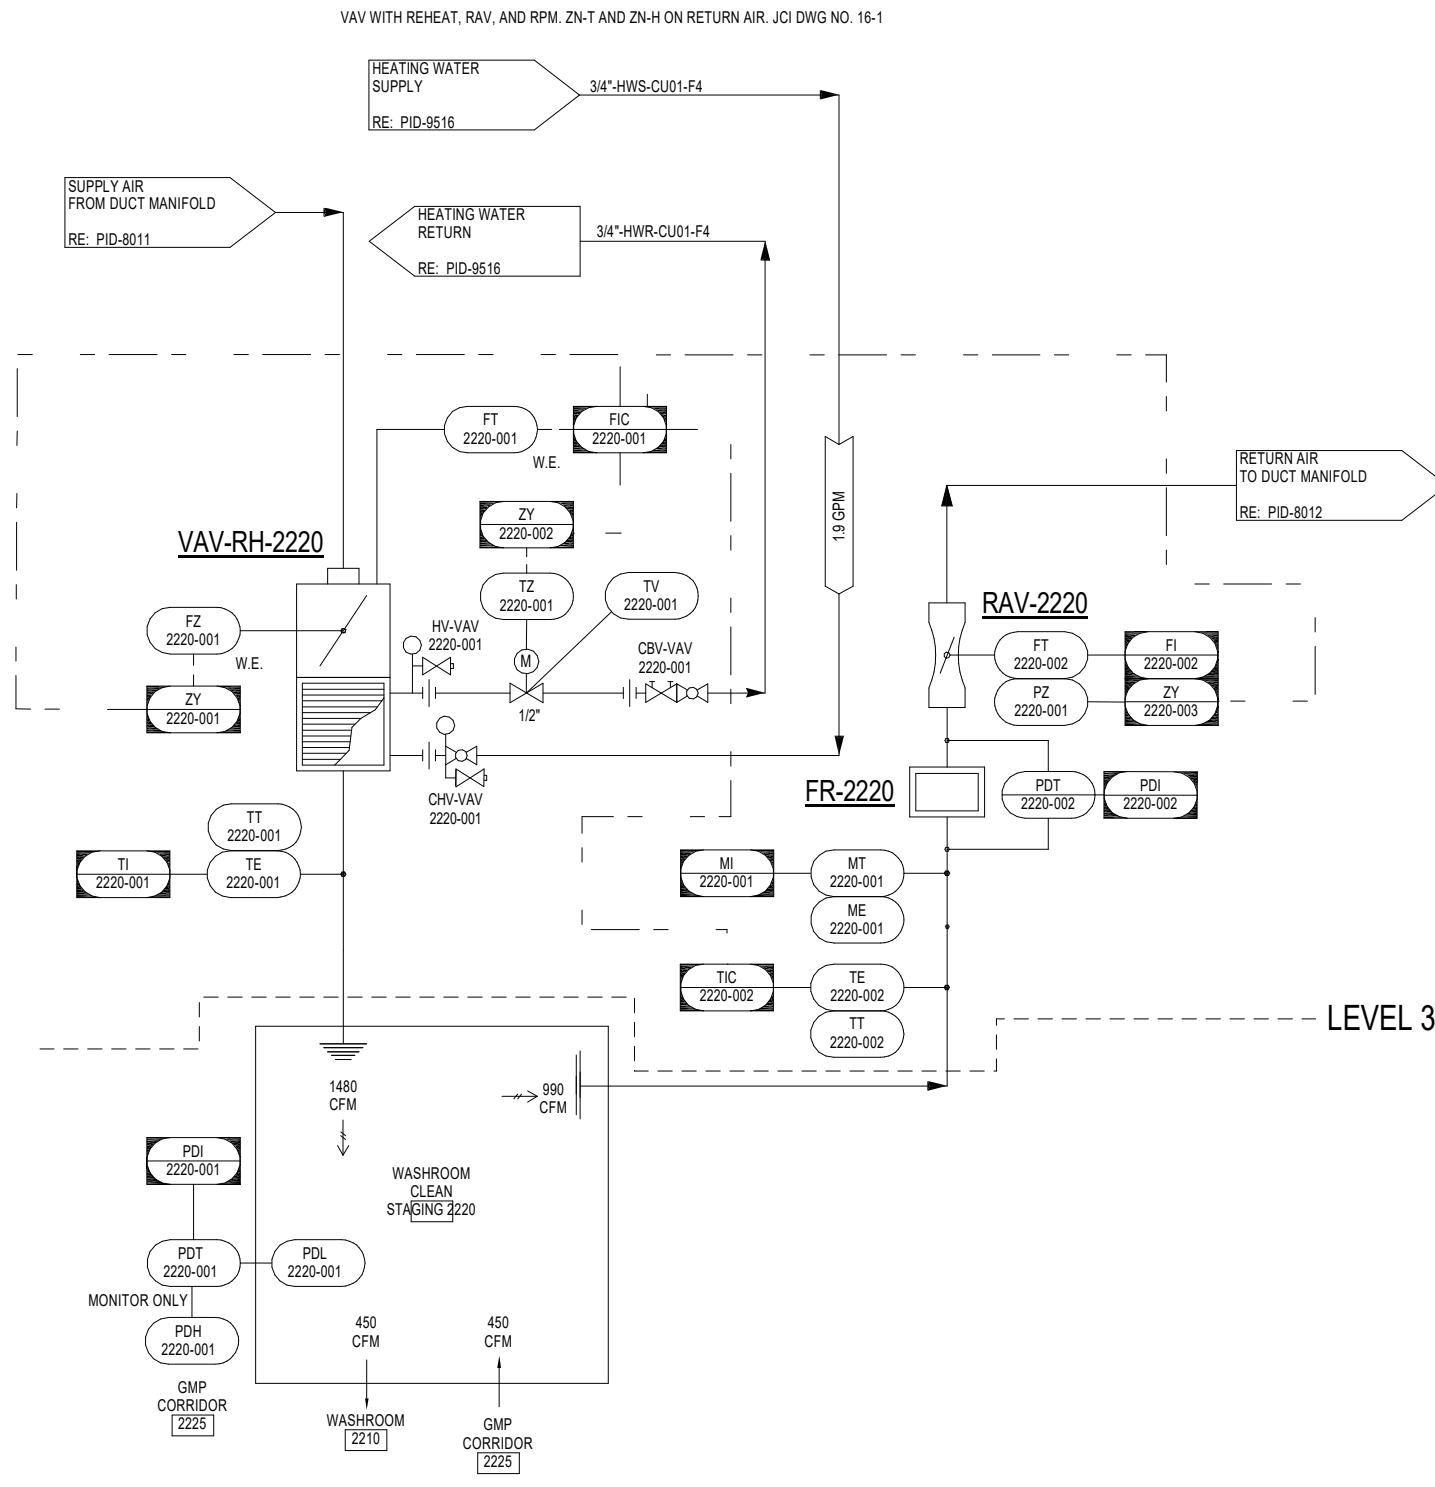 VAV WITH REHEAT, RAV, AND RPM. ZN-T AND ZN-H ON RETURN AIR. JCI DWG NO. 16-1
HEATING WATER
SUPPLY
RE: PID-9516
3/4"-HWS-CU01-F4
SUPPLY AIR
FROM DUCT MANIFOLD
RE: PID-8011
HEATING WATER
RETURN
RE: PID-9516
3/4"-HWR-CU01-F4
FT
2220-001
W.E.
FIC
2220-001
RETURN AIR
TO DUCT MANIFOLD
RE: PID-8012
1.9 GPM
ZY
2220-002
VAV-RH-2220
TZ
2220-001
TV
2220-001
RAV-2220
FZ
2220-001
W.E.
HV-VAV
2220-001
M
CBV-VAV
2220-001
FT
2220-002
FI
2220-002
ZY
2220-001
1/2"
PZ
2220-001
ZY
2220-003
CHV-VAV
2220-001
FR-2220
PDT
2220-002
PDI
2220-002
TT
2220-001
TI
2220-001
TE
2220-001
MI
2220-001
MT
2220-001
ME
2220-001
TIC
2220-002
TE
2220-002
TT
2220-002
LEVEL 3
1480
CFM
990
CFM
PDI
2220-001
WASHROOM
CLEAN
STAGING 2220
PDT
2220-001
PDL
2220-001
MONITOR ONLY
PDH
2220-001
450
CFM
450
CFM
GMP
CORRIDOR
2225
WASHROOM
2210
GMP
CORRIDOR
2225